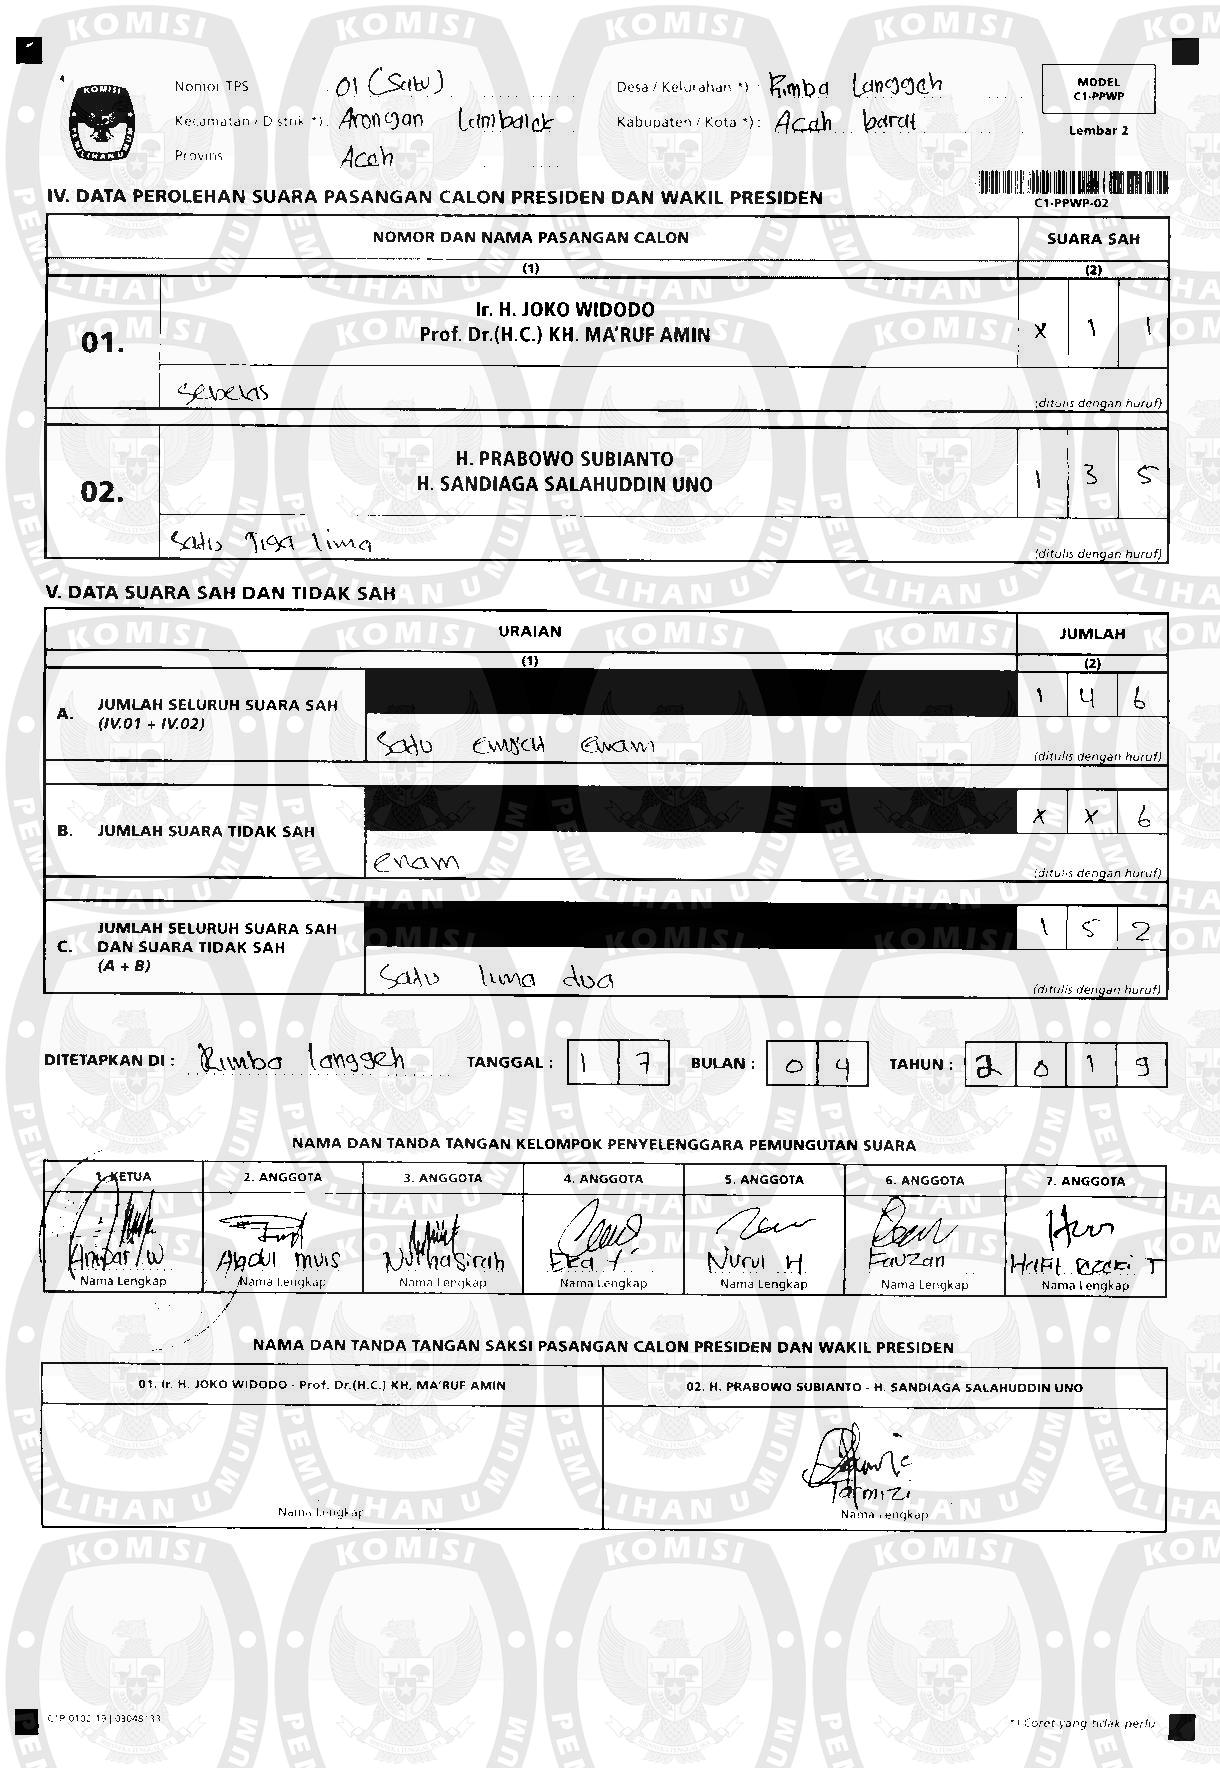 Nomor TPS 01 (Satu) Desa / Kelurahan *) : Rimba Langgeh
MODEL
C1-PPWP
Kecamatan / Distrik *) : Arongan Lambalek Kabupaten / Kota *) : Aceh barat
Lembar 2
Provinsi Aceh
IV. DATA PEROLEHAN SUARA PASANGAN CALON PRESIDEN DAN WAKIL PRESIDEN
C1-PPWP-02
NOMOR DAN NAMA PASANGAN CALON SUARA SAH
(1) (2)
01. Ir. H. JOKO WIDODO
Prof. Dr.(H.C.) KH. MA'RUF AMIN X 1 1
sebelas
(ditulis dengan huruf)
02. H. PRABOWO SUBIANTO
H. SANDIAGA SALAHUDDIN UNO 1 3 5
Satu Tiga lima
(ditulis dengan huruf)
V. DATA SUARA SAH DAN TIDAK SAH
URAIAN JUMLAH
(1) (2)
A. JUMLAH SELURUH SUARA SAH
(IV.01 + IV.02) 1 4 6
Satu empat enam
(ditulis dengan huruf)
B. JUMLAH SUARA TIDAK SAH X X 6
enam
(ditulis dengan huruf)
C. JUMLAH SELURUH SUARA SAH
DAN SUARA TIDAK SAH
(A + B) 1 5 2
Satu lima dua
(ditulis dengan huruf)
DITETAPKAN DI : Rimba langgeh TANGGAL : 1 7 BULAN : 0 4 TAHUN : 2 0 1 9
NAMA DAN TANDA TANGAN KELOMPOK PENYELENGGARA PEMUNGUTAN SUARA
1. KETUA 2. ANGGOTA 3. ANGGOTA 4. ANGGOTA 5. ANGGOTA 6. ANGGOTA 7. ANGGOTA
Abdul muis Nurhasirah Eka Y. Nurul H Fauzan
Nama Lengkap Nama Lengkap Nama Lengkap Nama Lengkap Nama Lengkap Nama Lengkap Nama Lengkap
NAMA DAN TANDA TANGAN SAKSI PASANGAN CALON PRESIDEN DAN WAKIL PRESIDEN
01. Ir. H. JOKO WIDODO - Prof. Dr.(H.C.) KH. MA'RUF AMIN 02. H. PRABOWO SUBIANTO - H. SANDIAGA SALAHUDDIN UNO
Tarmizi
Nama Lengkap Nama Lengkap
*) Coret yang tidak perlu